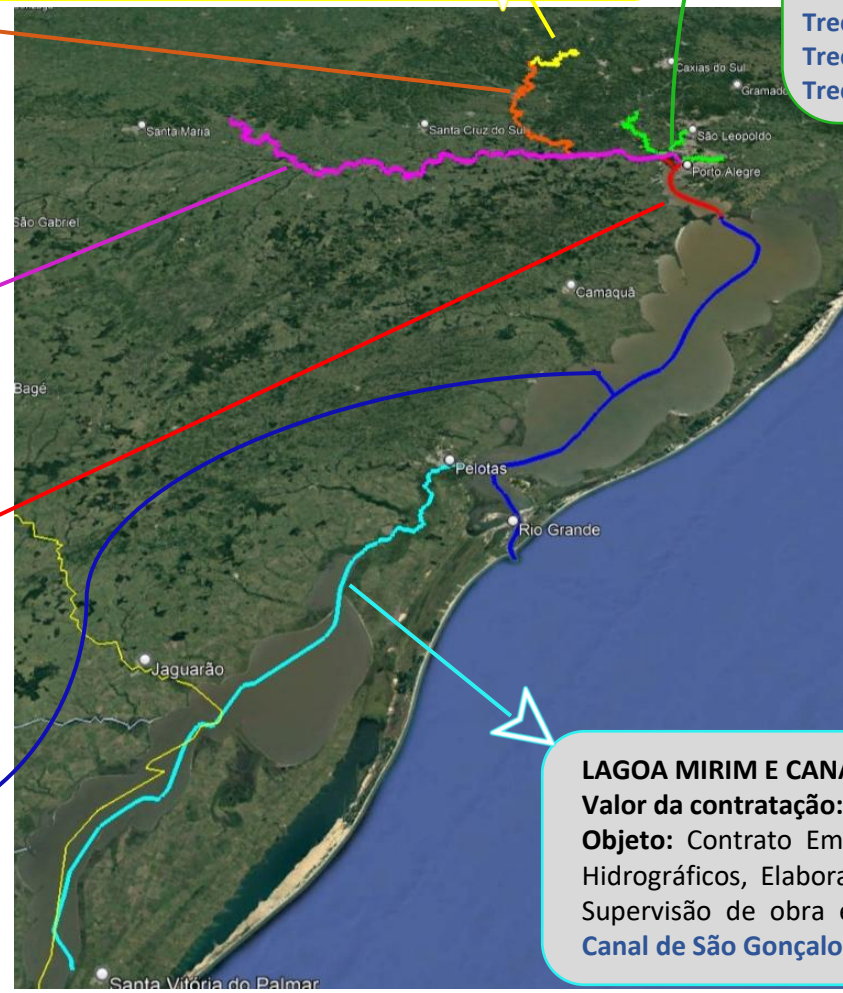 Trec
Trec
Trec
Caxias do Sul
Gramado
Santa Maria
Santa Cruz do Sul
São Leopoldo
Porto Alegre
São Gabriel
Camaquã
Bagé
Pelotas
Rio Grande
Jaguarão
LAGOA MIRIM E CANA
Valor da contratação:
Objeto: Contrato Em
Hidrográficos, Elabora
Supervisão de obra e
Canal de São Gonçalo
Santa Vitória do Palmar